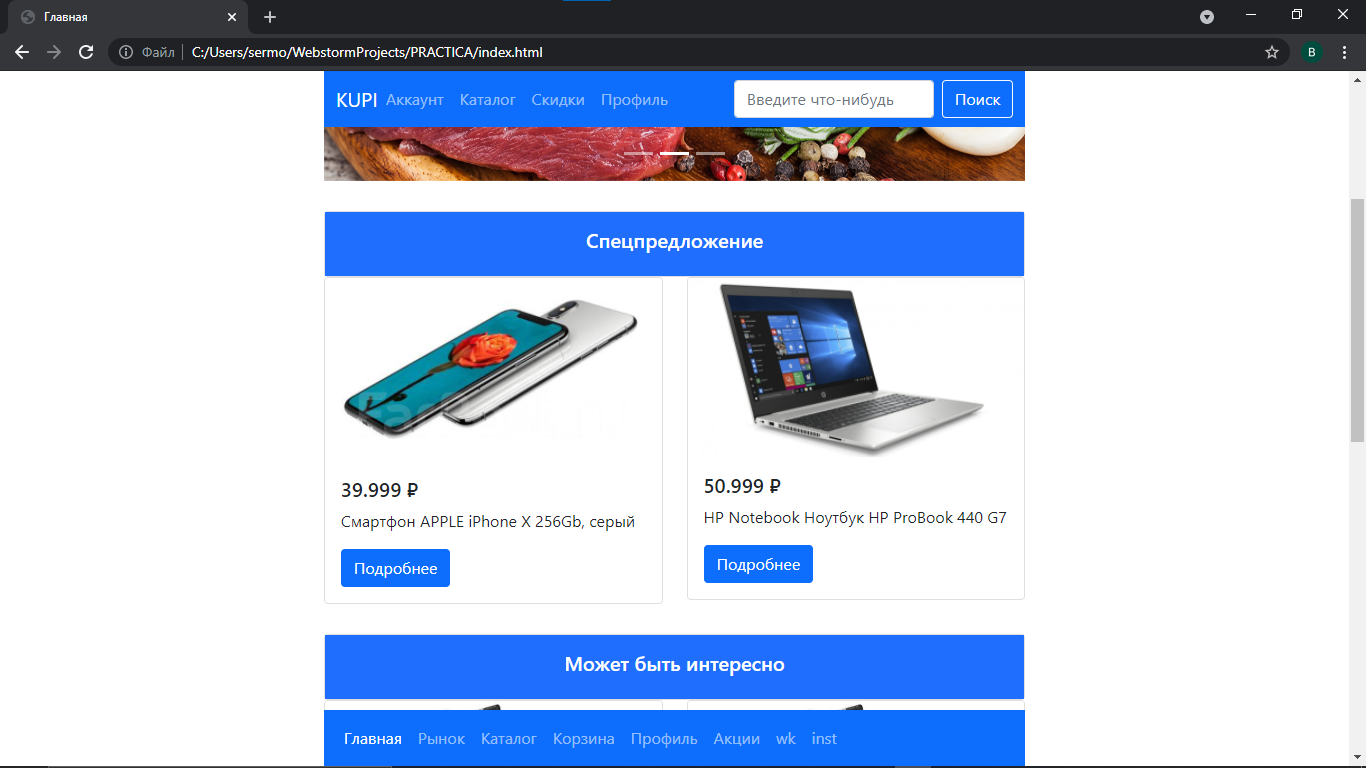 Главная
Файл C:/Users/sermo/WebstormProjects/PRACTICA/index.html
B
KUPI Аккаунт Каталог Скидки Профиль Введите что-нибудь Поиск
Спецпредложение
39.999 ₽
Смартфон APPLE iPhone X 256Gb, серый
Подробнее
50.999 ₽
HP Notebook Ноутбук HP ProBook 440 G7
Подробнее
Может быть интересно
Главная Рынок Каталог Корзина Профиль Акции wk inst